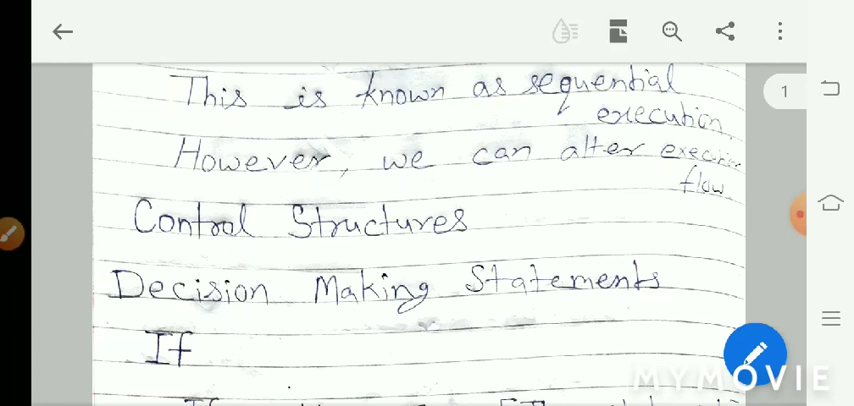 1
This is known as sequential
execution.
However, we can alter execution
flow
Control Structures
Decision Making Statements
If
MYMOVIE